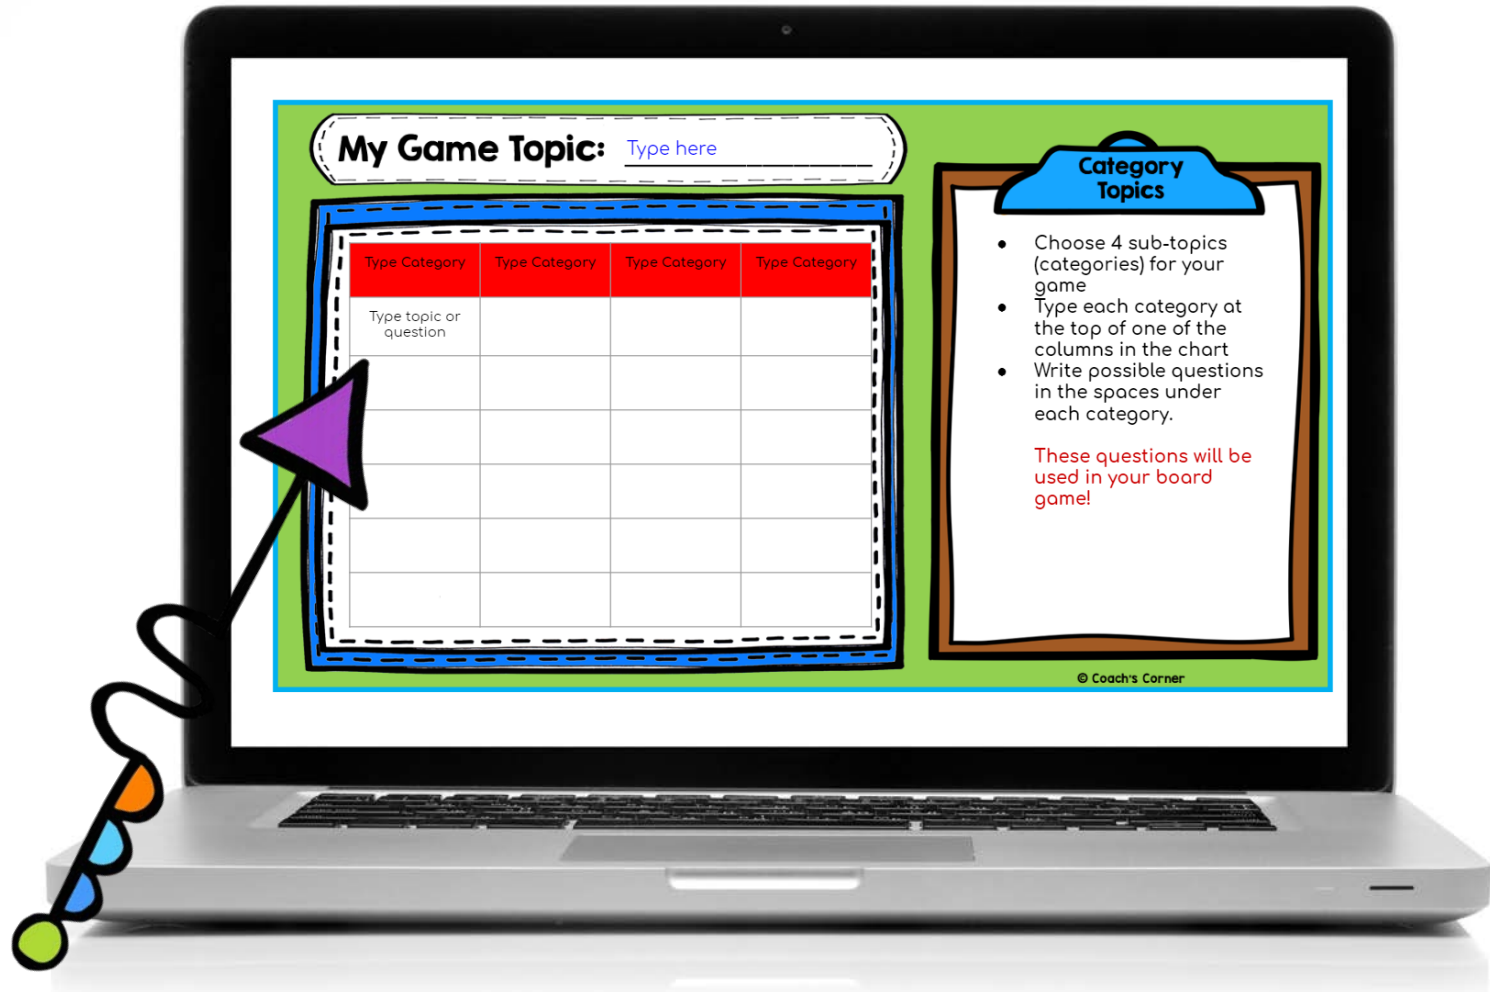 My Game Topic: Type here
Type Category Type Category Type Category Type Category
Type topic or
question
Category
Topics
● Choose 4 sub-topics
(categories) for your
game
● Type each category at
the top of one of the
columns in the chart
● Write possible questions
in the spaces under
each category.
These questions will be
used in your board
game!
© Coach's Corner